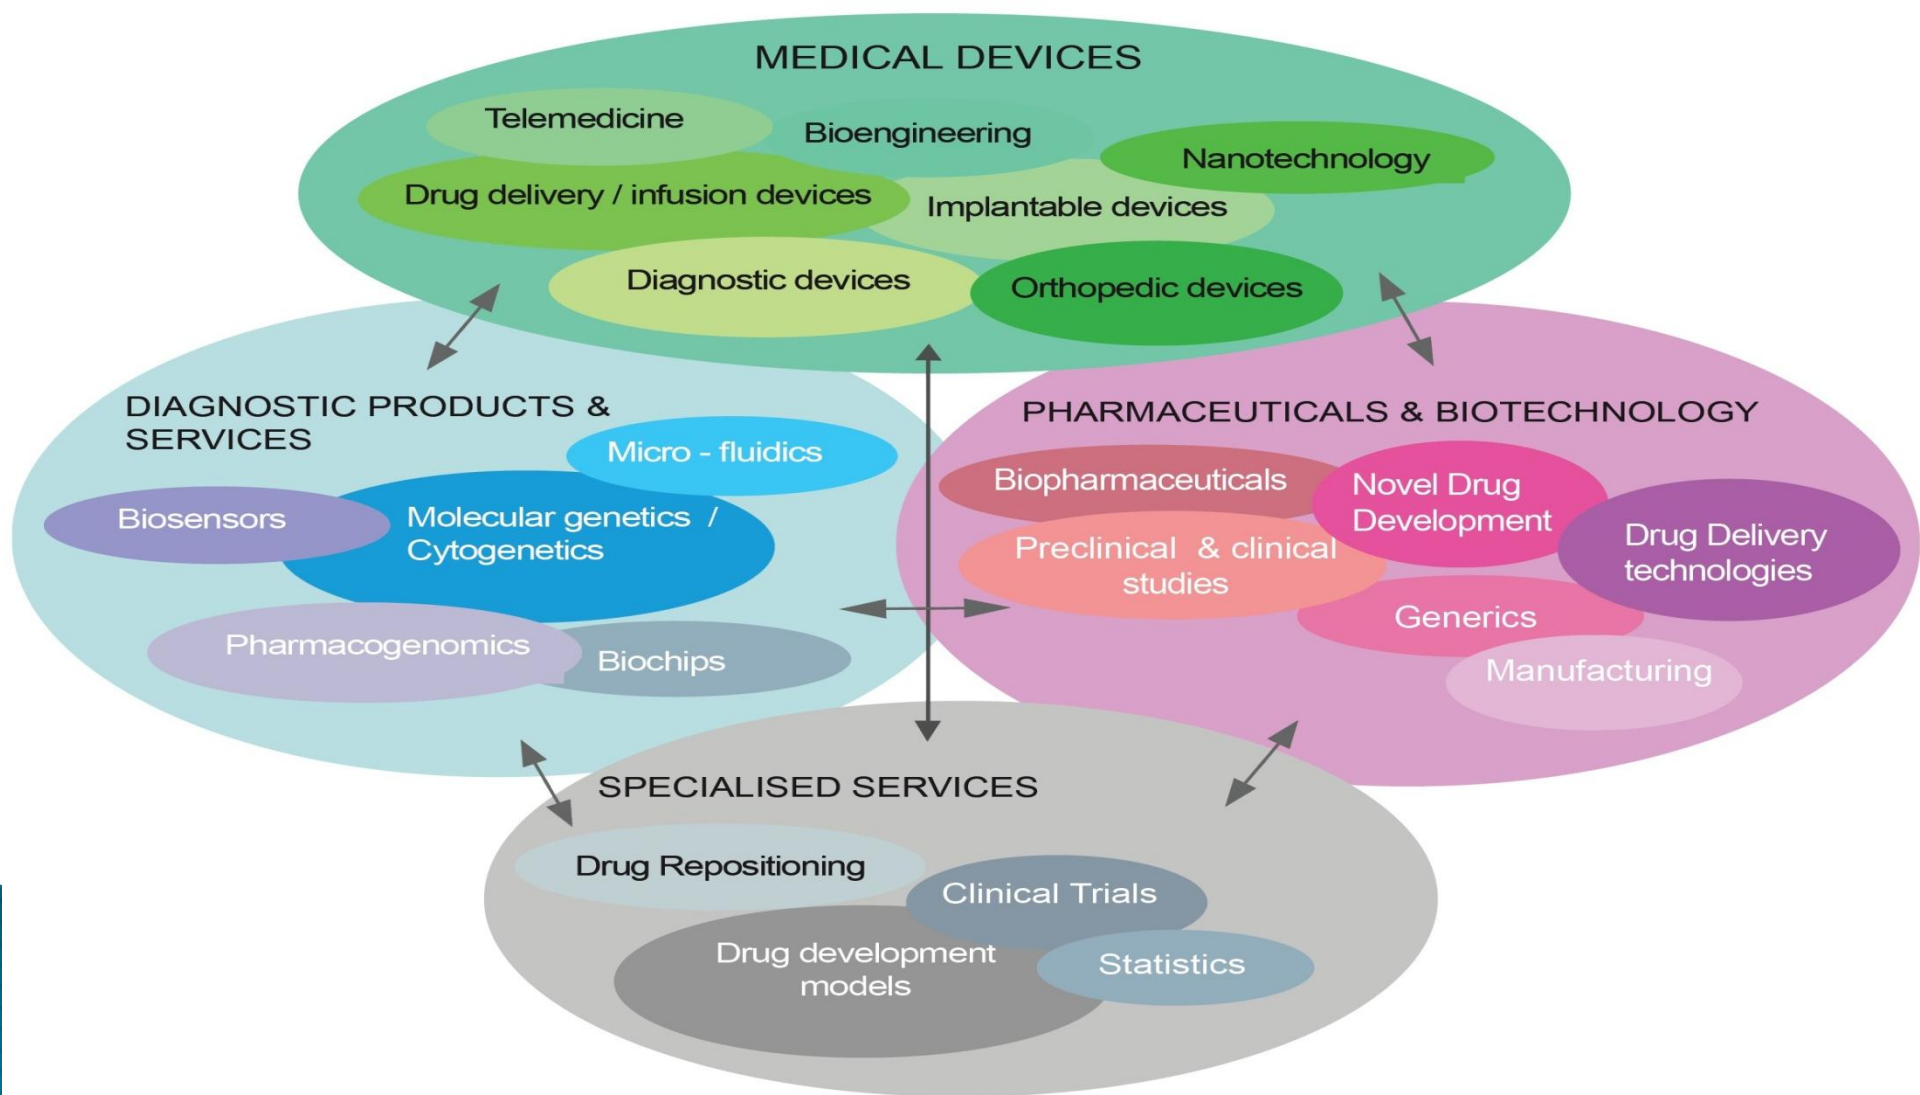 MEDICAL DEVICES
Telemedicine
Bioengineering
Nanotechnology
Drug delivery / infusion devices
Implantable devices
Diagnostic devices
Orthopedic devices
DIAGNOSTIC PRODUCTS &
SERVICES
Micro - fluidics
Biosensors
Molecular genetics /
Cytogenetics
Pharmacogenomics
Biochips
PHARMACEUTICALS & BIOTECHNOLOGY
Biopharmaceuticals
Novel Drug
Development
Drug Delivery
technologies
Preclinical & clinical
studies
Generics
Manufacturing
SPECIALISED SERVICES
Drug Repositioning
Clinical Trials
Drug development
models
Statistics